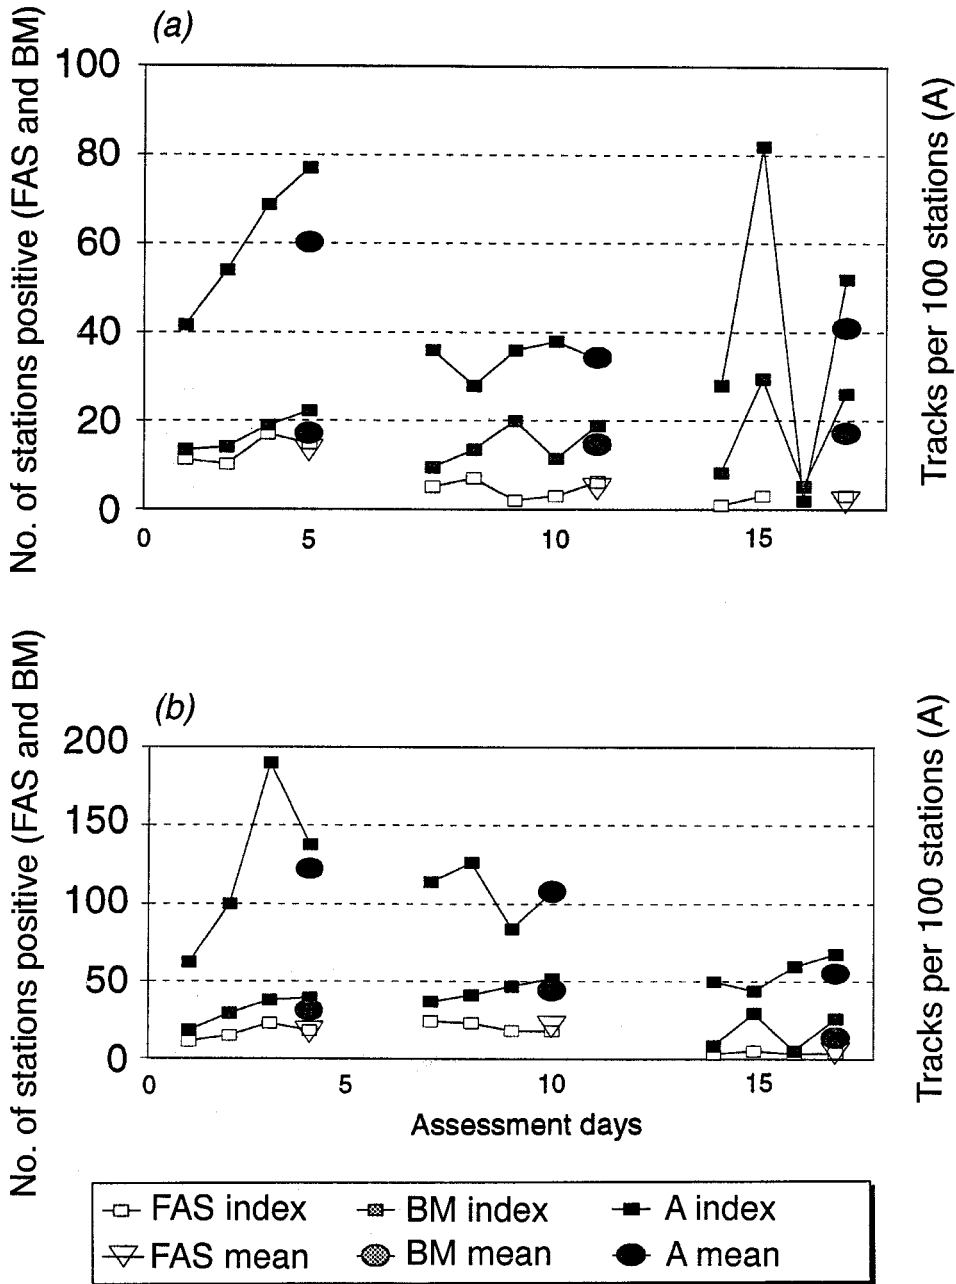 (a)
No. of stations positive (FAS and BM)
Tracks per 100 stations (A)
100
80
60
40
20
0
0 5 10 15
(b)
No. of stations positive (FAS and BM)
Tracks per 100 stations (A)
200
150
100
50
0
0 5 10 15
Assessment days
FAS index BM index A index
FAS mean BM mean A mean